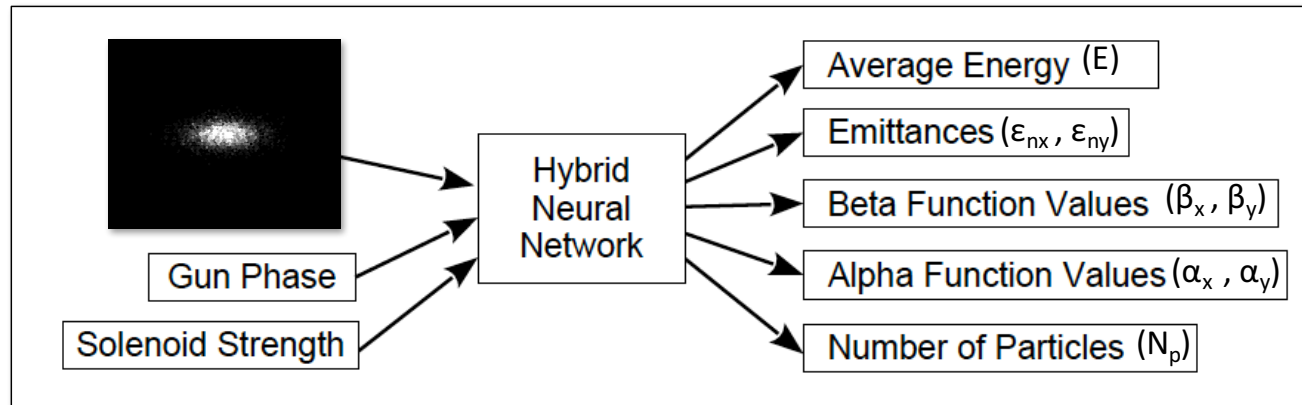 Gun Phase
Solenoid Strength
Hybrid
Neural
Network
Average Energy (E)
Emittances (εnx , εny)
Beta Function Values (βx , βy)
Alpha Function Values (αx , αy)
Number of Particles (Np)